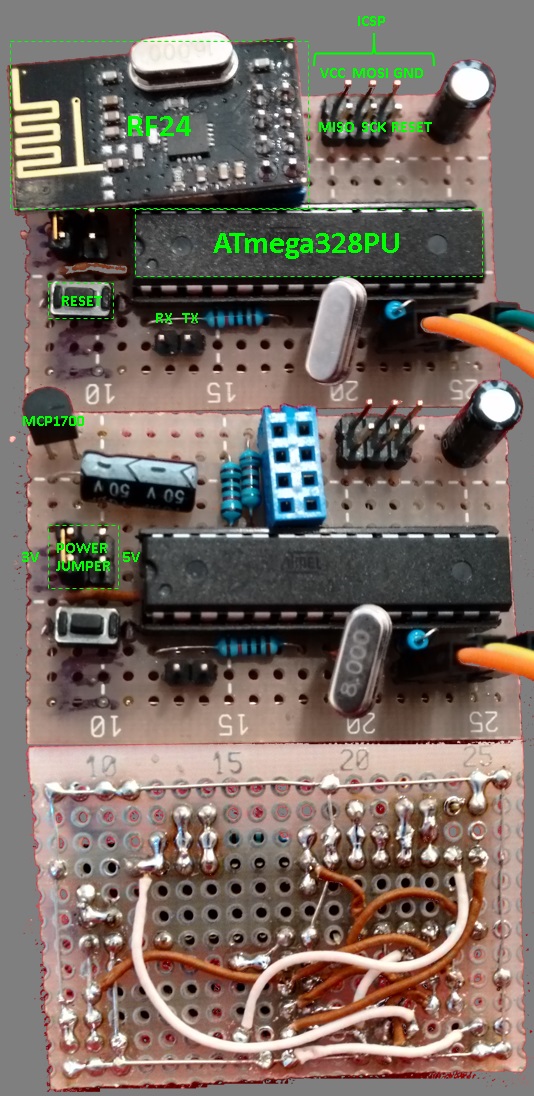 ICSP
VCC MOSI GND
MISO SCK RESET
RF24
ATmega328PU
RESET
RX TX
10 15 20 25
MCP1700
50 V 50 V
3V POWER JUMPER 5V
8.000
10 15 20 25
10 15 20 25